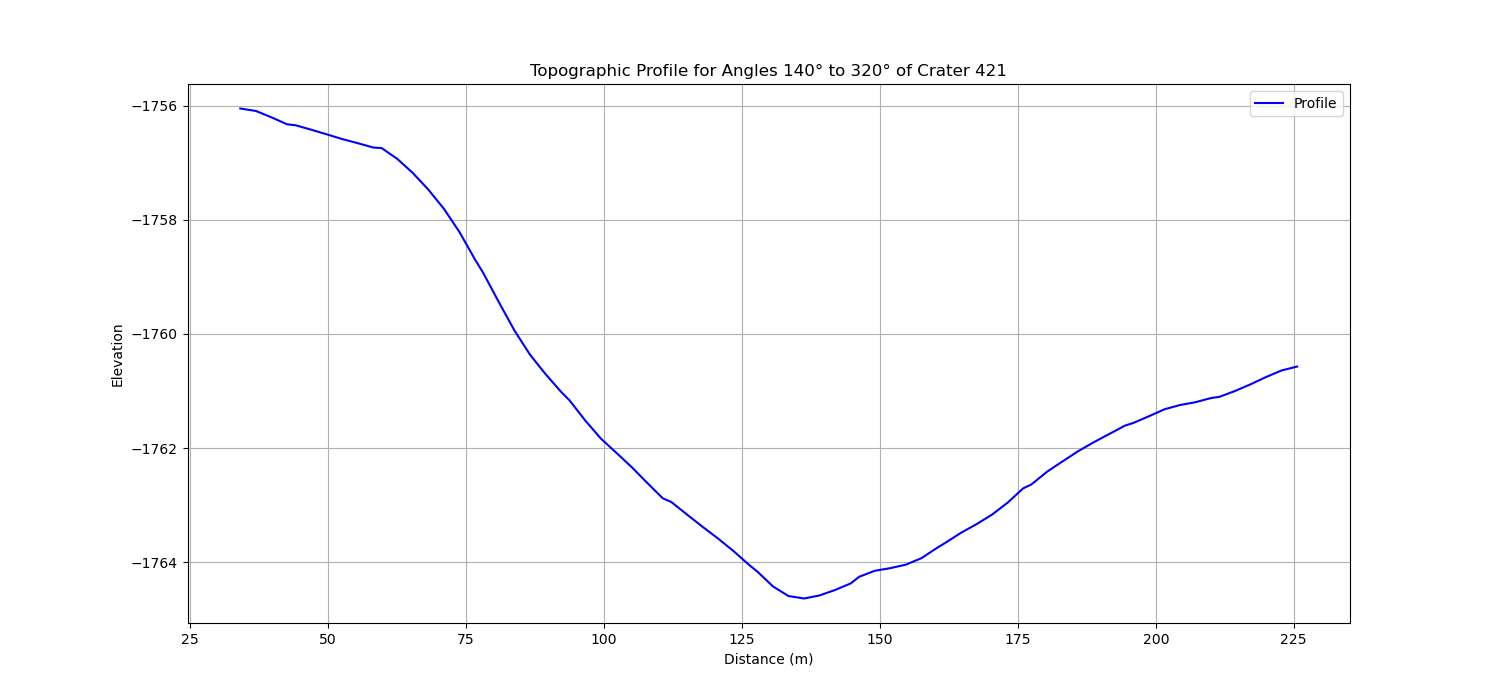 Topographic Profile for Angles 140° to 320° of Crater 421
Profile
−1756
−1758
−1760
−1762
−1764
Elevation
25 50 75 100 125 150 175 200 225
Distance (m)